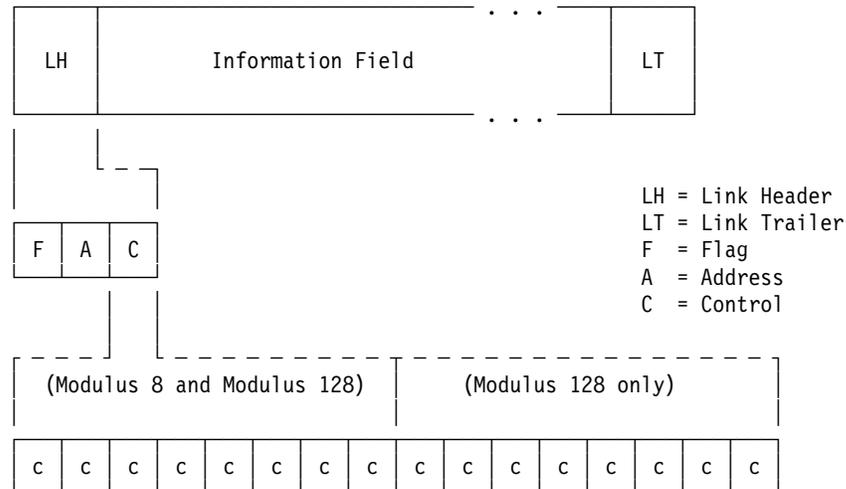 . . .
LH Information Field LT
. . .
LH = Link Header
LT = Link Trailer
F A C
F = Flag
A = Address
C = Control
(Modulus 8 and Modulus 128) (Modulus 128 only)
c c c c c c c c c c c c c c c c